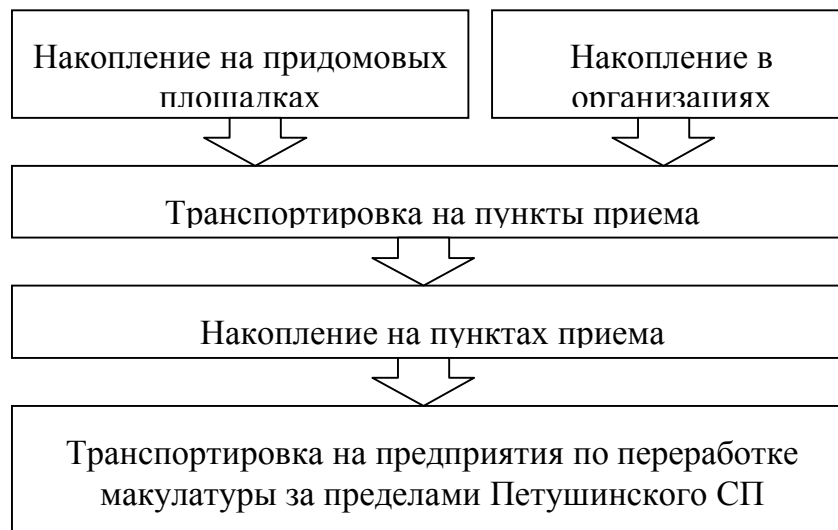 Накопление на придомовых
площадках
Накопление в
организациях
Транспортировка на пункты приема
Накопление на пунктах приема
Транспортировка на предприятия по переработке
макулатуры за пределами Петушинского СП